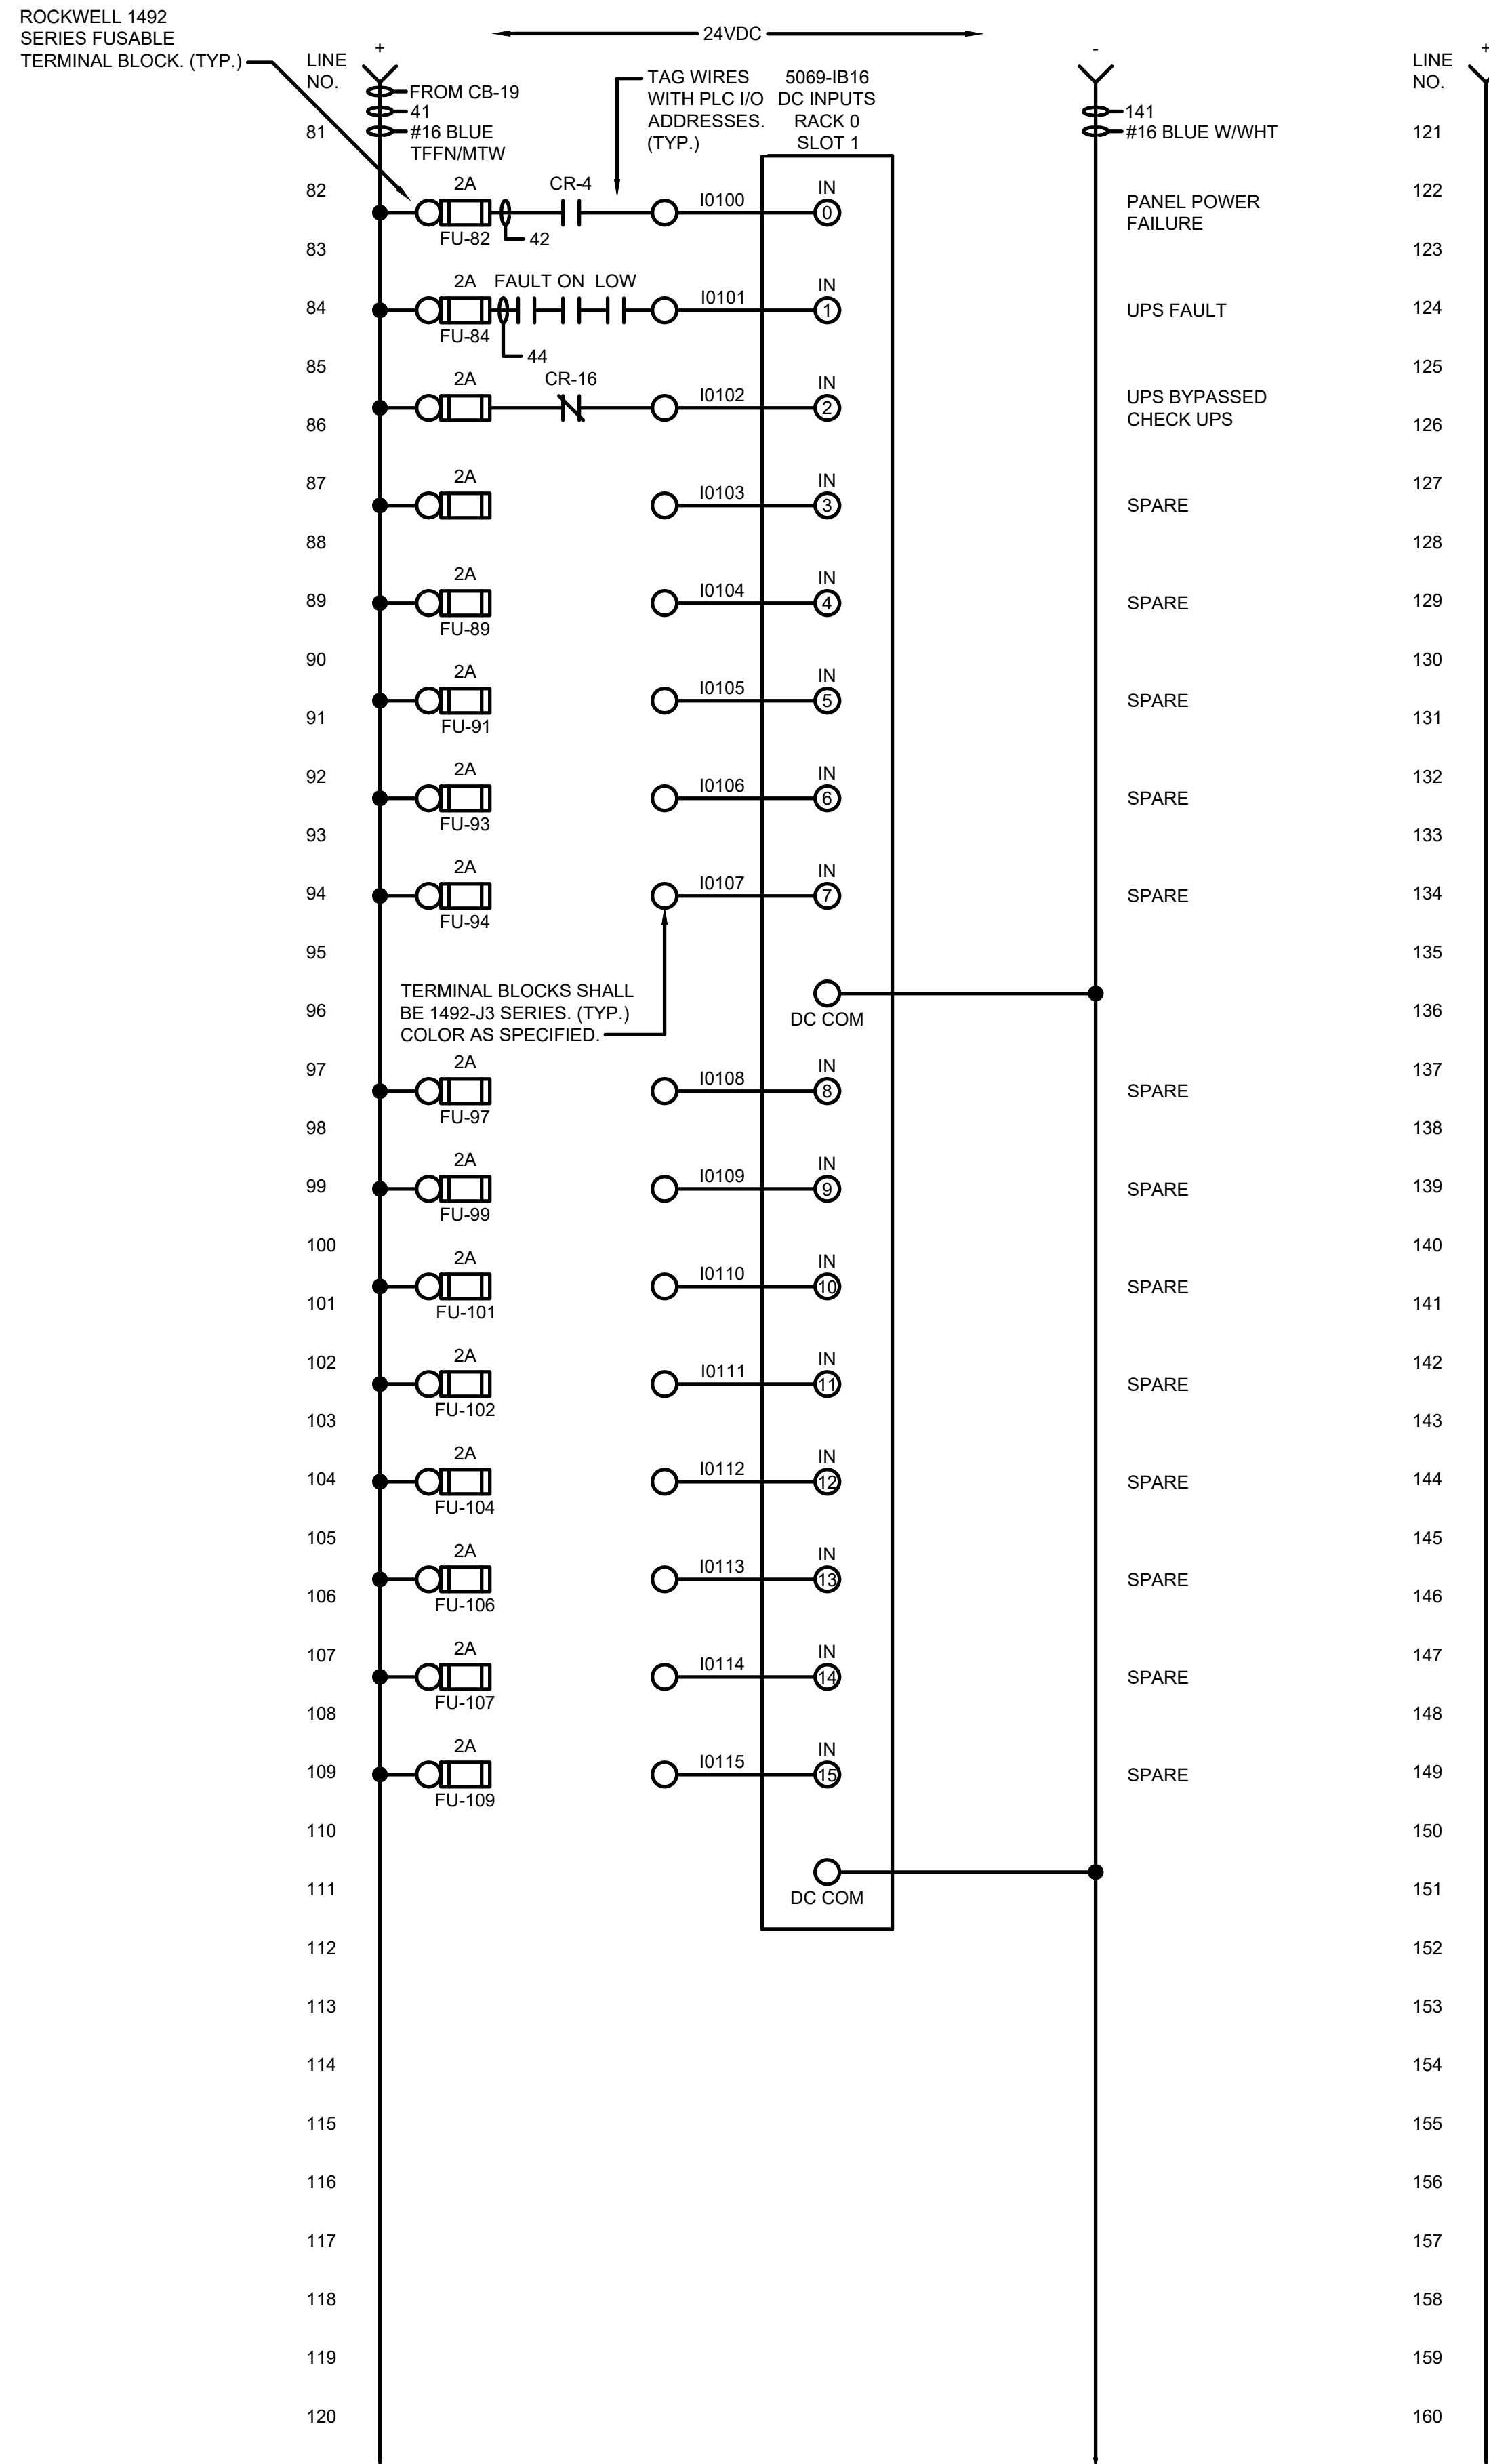 ROCKWELL 1492
SERIES FUSABLE
TERMINAL BLOCK. (TYP.)
LINE
NO.
+
24VDC
-
LINE
NO.
+
FROM CB-19
41
#16 BLUE
TFFN/MTW
TAG WIRES
WITH PLC I/O
ADDRESSES.
(TYP.)
5069-IB16
DC INPUTS
RACK 0
SLOT 1
141
#16 BLUE W/WHT
81
121
82
2A
CR-4
I0100
IN
0
PANEL POWER
FAILURE
122
FU-82
42
83
123
84
2A
FAULT ON LOW
I0101
IN
1
UPS FAULT
124
FU-84
44
85
125
2A
CR-16
I0102
IN
2
UPS BYPASSED
CHECK UPS
86
126
87
2A
I0103
IN
3
SPARE
127
88
128
89
2A
FU-89
I0104
IN
4
SPARE
129
90
130
2A
FU-91
I0105
IN
5
SPARE
91
131
92
2A
FU-93
I0106
IN
6
SPARE
132
93
133
94
2A
FU-94
I0107
IN
7
SPARE
134
95
135
TERMINAL BLOCKS SHALL
BE 1492-J3 SERIES. (TYP.)
COLOR AS SPECIFIED.
DC COM
96
136
97
2A
FU-97
I0108
IN
8
SPARE
137
98
138
99
2A
FU-99
I0109
IN
9
SPARE
139
100
140
2A
FU-101
I0110
IN
10
SPARE
101
141
102
2A
FU-102
I0111
IN
11
SPARE
142
103
143
104
2A
FU-104
I0112
IN
12
SPARE
144
105
145
2A
FU-106
I0113
IN
13
SPARE
106
146
107
2A
FU-107
I0114
IN
14
SPARE
147
108
148
109
2A
FU-109
I0115
IN
15
SPARE
149
110
150
DC COM
111
151
112
152
113
153
114
154
115
155
116
156
117
157
118
158
119
159
120
160